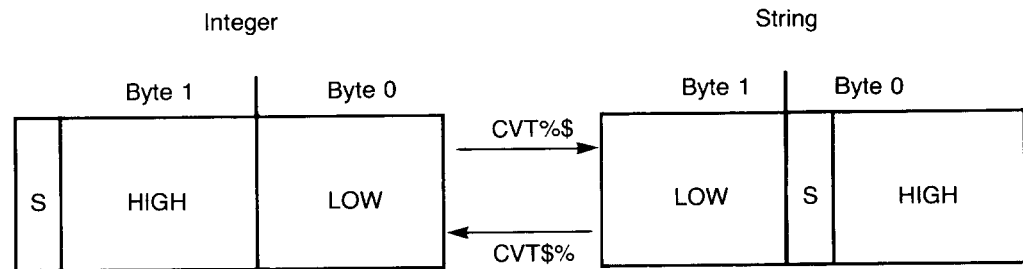 Integer
String
Byte 1
Byte 0
Byte 1
Byte 0
S
HIGH
LOW
CVT%$
CVT$%
LOW
S
HIGH